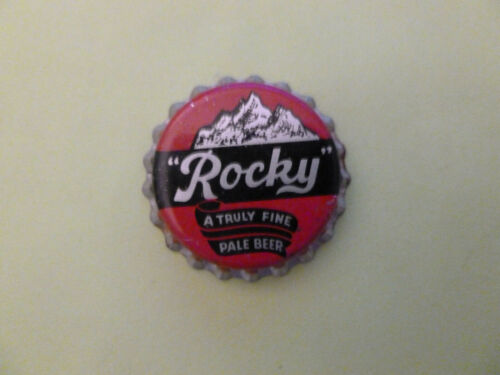 "Rocky"
A TRULY FINE
PALE BEER